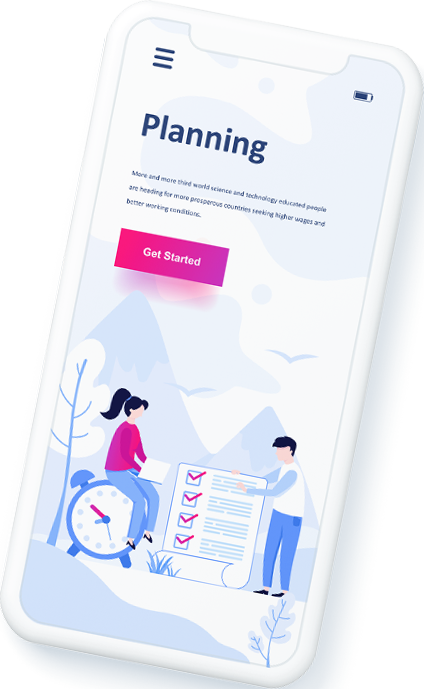 Planning
More and more third world science and technology educated people
are heading for more prosperous countries seeking higher wages and
better working conditions.
Get Started